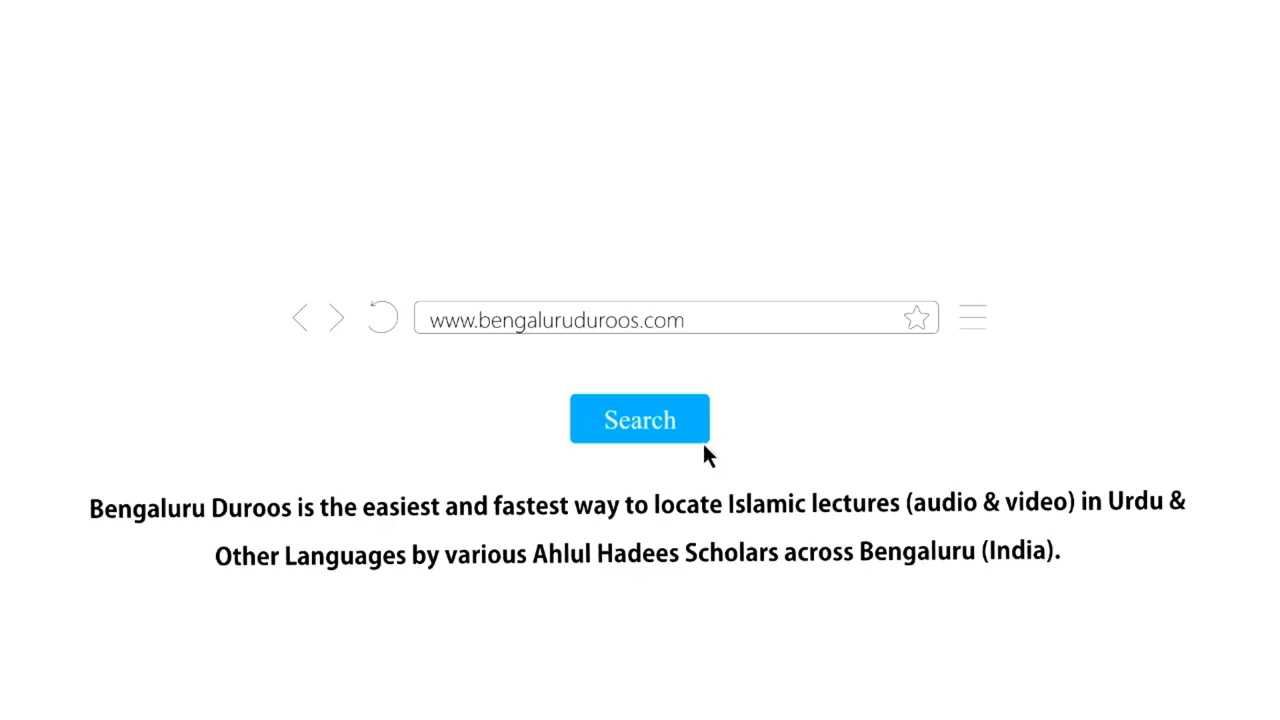 www.bengaluruduroos.com
Search
Bengaluru Duroos is the easiest and fastest way to locate Islamic lectures (audio & video) in Urdu &
Other Languages by various Ahlul Hadees Scholars across Bengaluru (India).